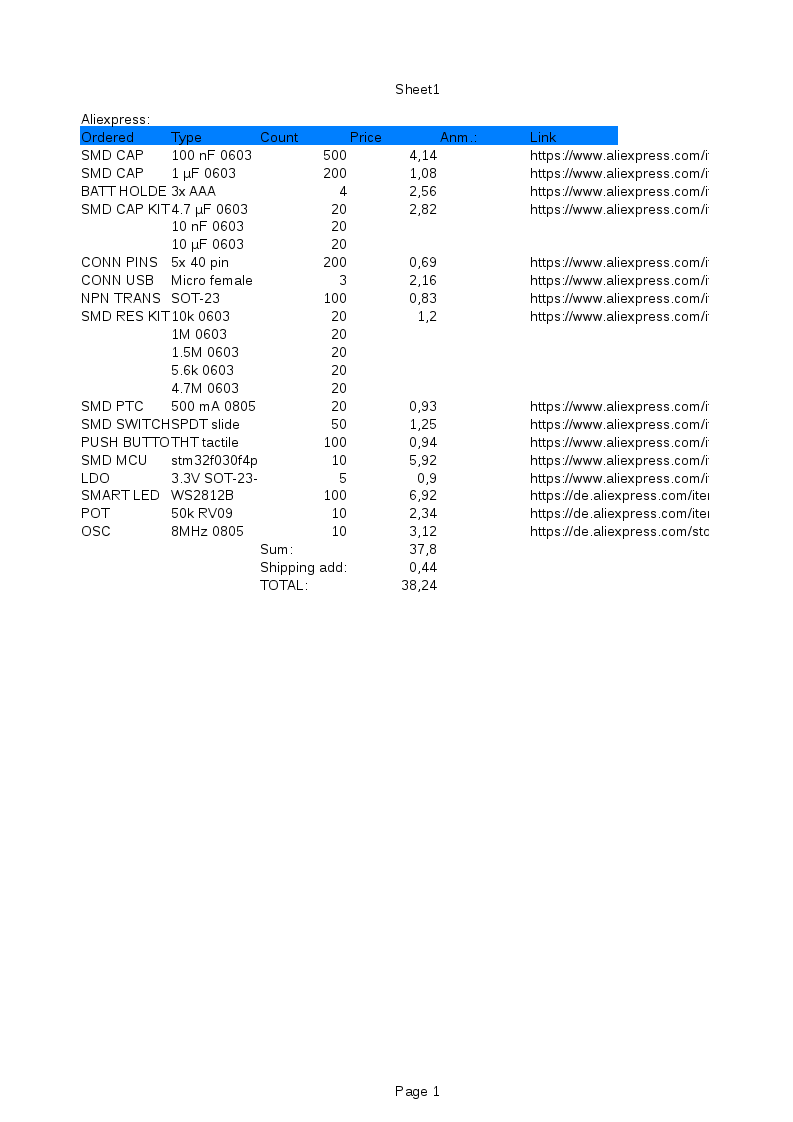 Sheet1
Aliexpress:
Ordered Type Count Price Anm.: Link
SMD CAP 100 nF 0603 500 4,14 https://www.aliexpress.com/i
SMD CAP 1 µF 0603 200 1,08 https://www.aliexpress.com/i
BATT HOLDE 3x AAA 4 2,56 https://www.aliexpress.com/i
SMD CAP KIT 4.7 µF 0603 20 2,82 https://www.aliexpress.com/i
10 nF 0603 20
10 µF 0603 20
CONN PINS 5x 40 pin 200 0,69 https://www.aliexpress.com/i
CONN USB Micro female 3 2,16 https://www.aliexpress.com/i
NPN TRANS SOT-23 100 0,83 https://www.aliexpress.com/i
SMD RES KIT 10k 0603 20 1,2 https://www.aliexpress.com/i
1M 0603 20
1.5M 0603 20
5.6k 0603 20
4.7M 0603 20
SMD PTC 500 mA 0805 20 0,93 https://www.aliexpress.com/i
SMD SWITCH SPDT slide 50 1,25 https://www.aliexpress.com/i
PUSH BUTTO THT tactile 100 0,94 https://www.aliexpress.com/i
SMD MCU stm32f030f4p 10 5,92 https://www.aliexpress.com/i
LDO 3.3V SOT-23- 5 0,9 https://www.aliexpress.com/i
SMART LED WS2812B 100 6,92 https://de.aliexpress.com/iter
POT 50k RV09 10 2,34 https://de.aliexpress.com/iter
OSC 8MHz 0805 10 3,12 https://de.aliexpress.com/sto
Sum: 37,8
Shipping add: 0,44
TOTAL: 38,24
Page 1